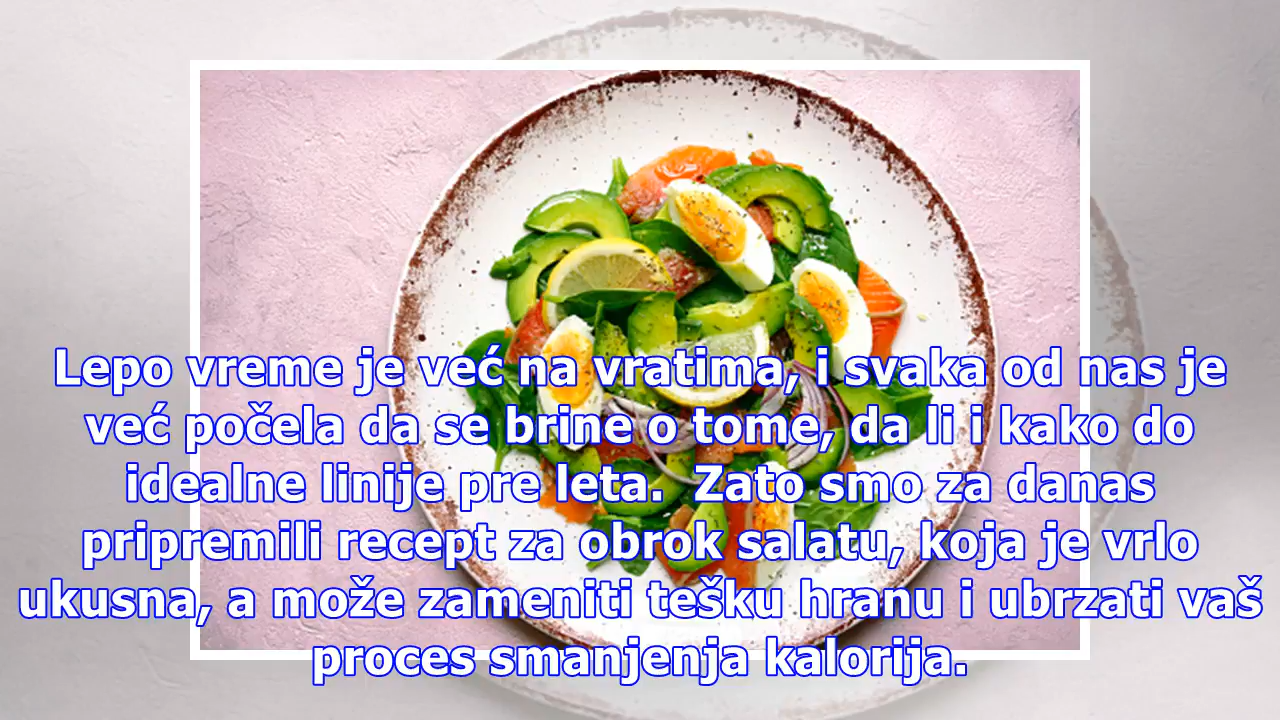 Lepo vreme je već na vratima, i svaka od nas je
već počela da se brine o tome, da li i kako do
idealne linije pre leta.  Zato smo za danas
pripremili recept za obrok salatu, koja je vrlo
ukusna, a može zameniti tešku hranu i ubrzati vaš
proces smanjenja kalorija.